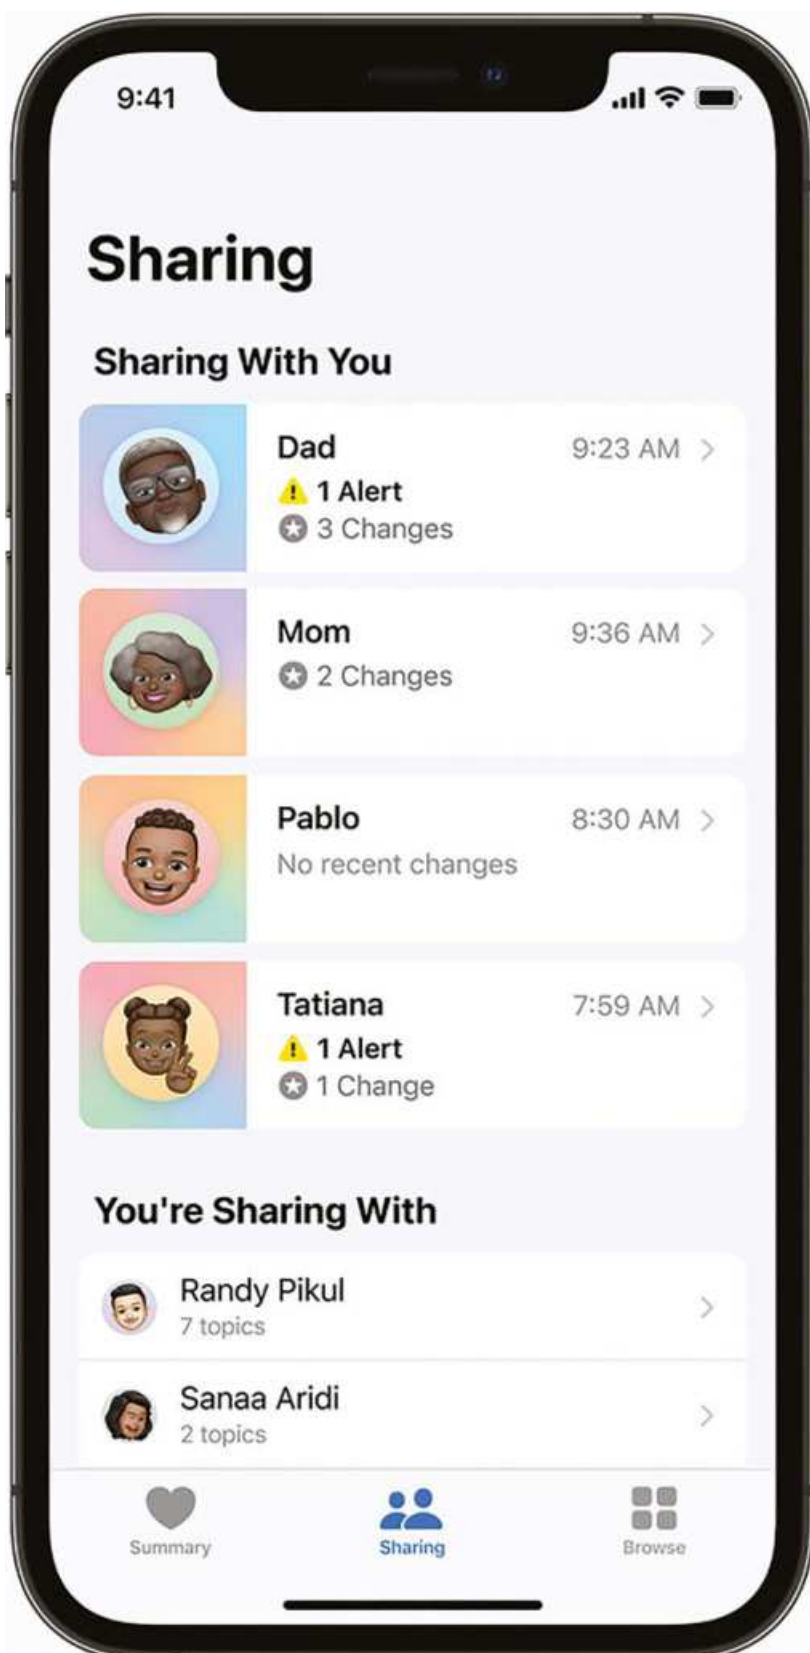 9:41
Sharing
Sharing With You
Dad
9:23 AM
1 Alert
3 Changes
Mom
9:36 AM
2 Changes
Pablo
8:30 AM
No recent changes
Tatiana
7:59 AM
1 Alert
1 Change
You're Sharing With
Randy Pikul
7 topics
Sanaa Aridi
2 topics
Summary
Sharing
Browse